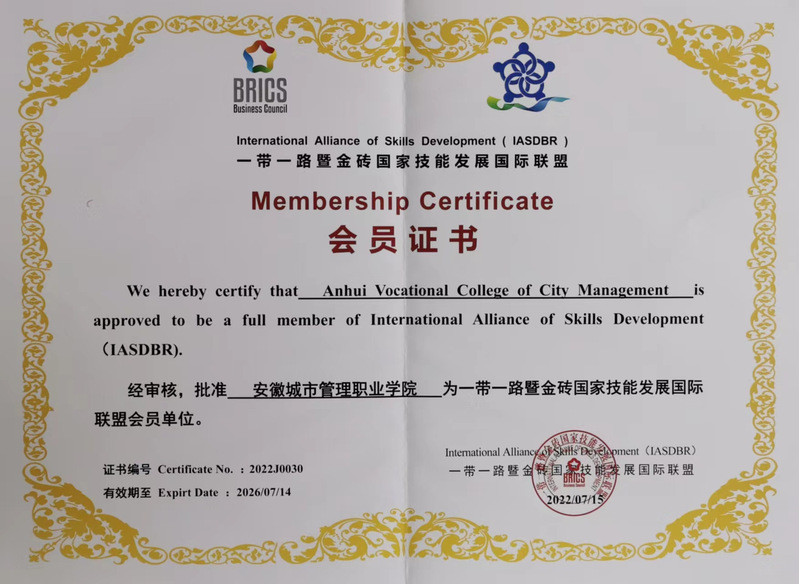 BRICS
Business Council
International Alliance of Skills Development ( IASDBR )
一带一路暨金砖国家技能发展国际联盟
Membership Certificate
会员证书
We hereby certify that Anhui Vocational College of City Management is
approved to be a full member of International Alliance of Skills Development
（IASDBR).
经审核，批准 安徽城市管理职业学院 为一带一路暨金砖国家技能发展国际
联盟会员单位。
International Alliance of Skills Development（IASDBR）
证书编号 Certificate No. ：2022J0030
一带一路暨金砖国家技能发展国际联盟
BRICS
Business Council
有效期至 Expirt Date ：2026/07/14
2022/07/15